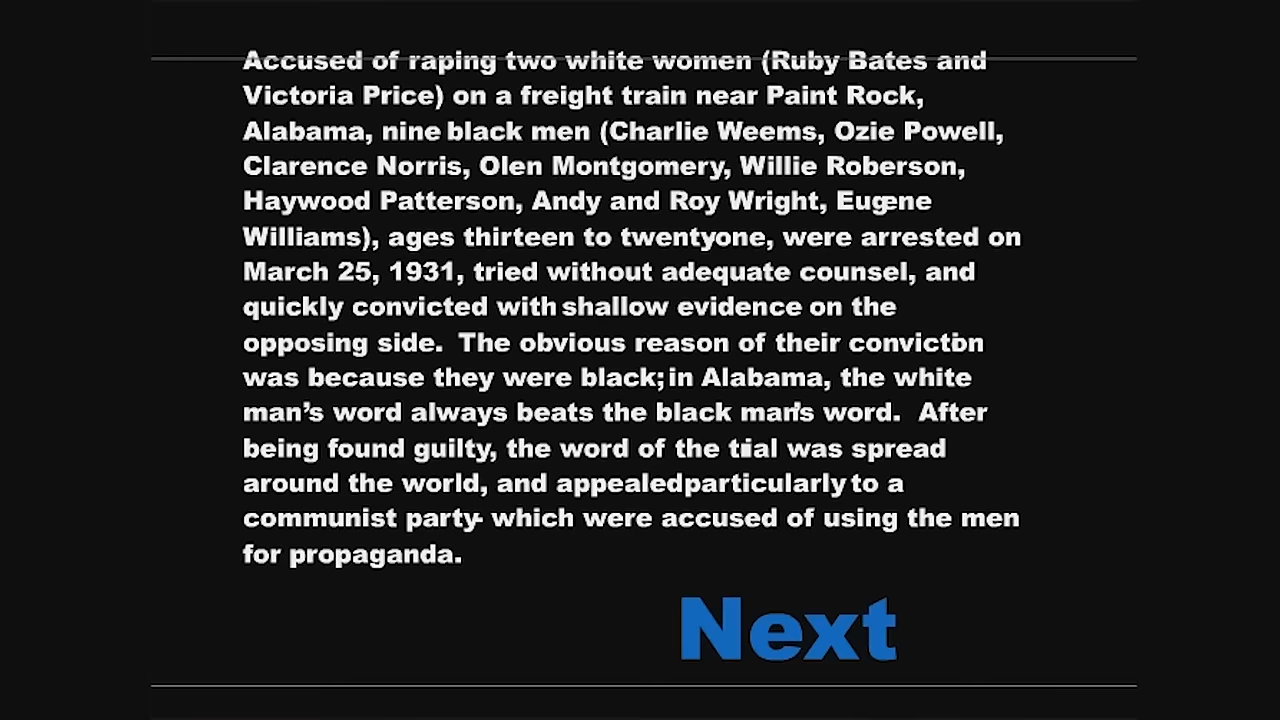 Accused of raping two white women (Ruby Bates and
Victoria Price) on a freight train near Paint Rock,
Alabama, nine black men (Charlie Weems, Ozie Powell,
Clarence Norris, Olen Montgomery, Willie Roberson,
Haywood Patterson, Andy and Roy Wright, Eugene
Williams), ages thirteen to twentyone, were arrested on
March 25, 1931, tried without adequate counsel, and
quickly convicted with shallow evidence on the
opposing side.  The obvious reason of their conviction
was because they were black; in Alabama, the white
man’s word always beats the black man’s word.  After
being found guilty, the word of the trial was spread
around the world, and appealed particularly to a
communist party- which were accused of using the men
for propaganda.
Next